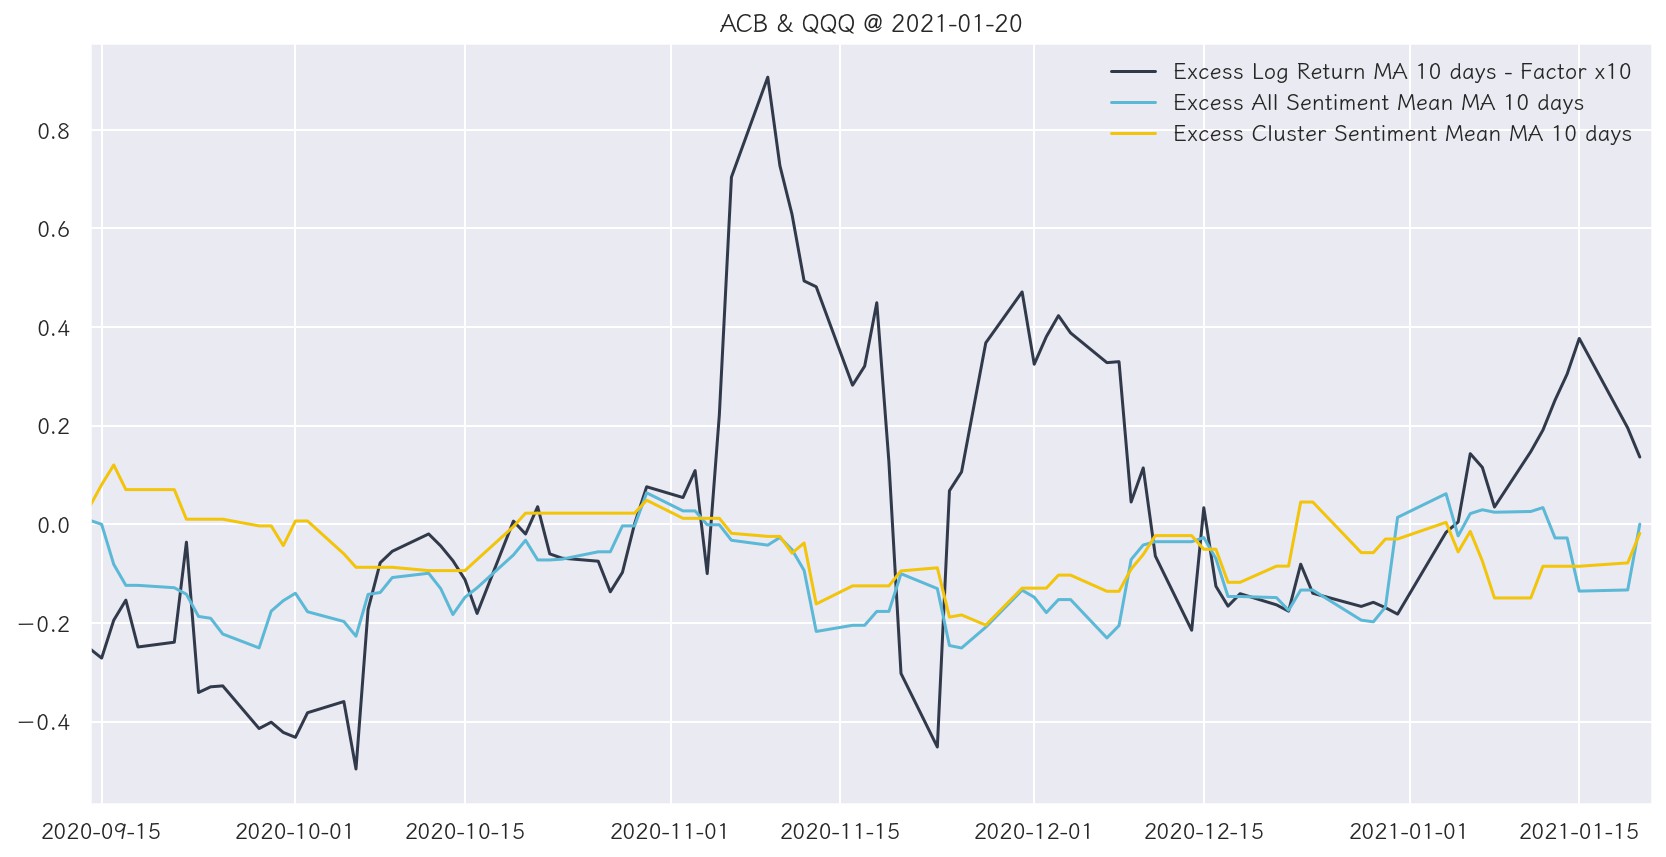 ACB & QQQ @ 2021-01-20
Excess Log Return MA 10 days - Factor x10
Excess All Sentiment Mean MA 10 days
Excess Cluster Sentiment Mean MA 10 days
0.8
0.6
0.4
0.2
0.0
−0.2
−0.4
2020-09-15 2020-10-01 2020-10-15 2020-11-01 2020-11-15 2020-12-01 2020-12-15 2021-01-01 2021-01-15